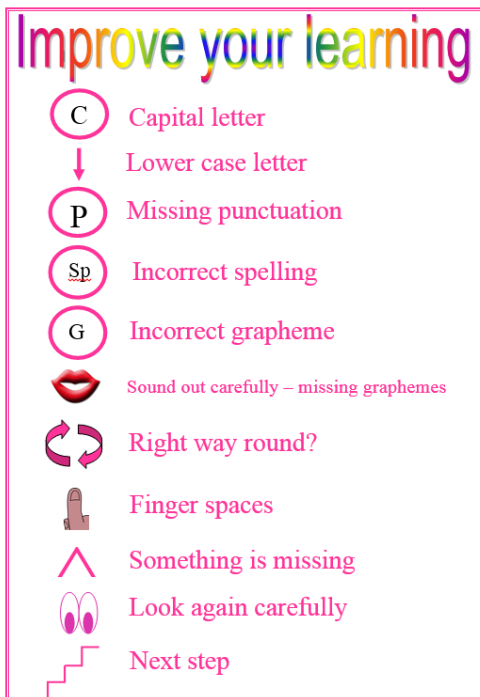 Improve your learning
C Capital letter
Lower case letter
P Missing punctuation
Sp Incorrect spelling
G Incorrect grapheme
Sound out carefully – missing graphemes
Right way round?
Finger spaces
Something is missing
Look again carefully
Next step